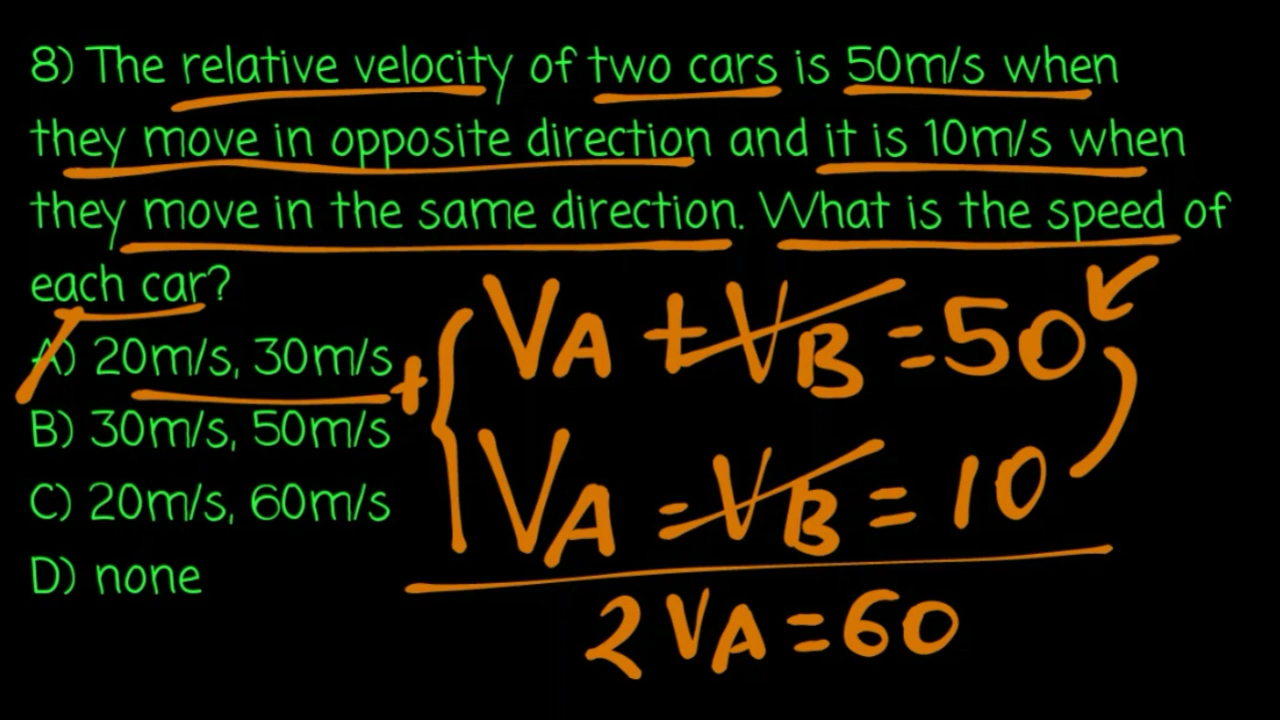 8) The relative velocity of two cars is 50m/s when
they move in opposite direction and it is 10m/s when
they move in the same direction. What is the speed of
each car?
A) 20m/s, 30m/s
B) 30m/s, 50m/s
C) 20m/s, 60m/s
D) none
VA + VB = 50
+
VA - VB = 10
2VA = 60